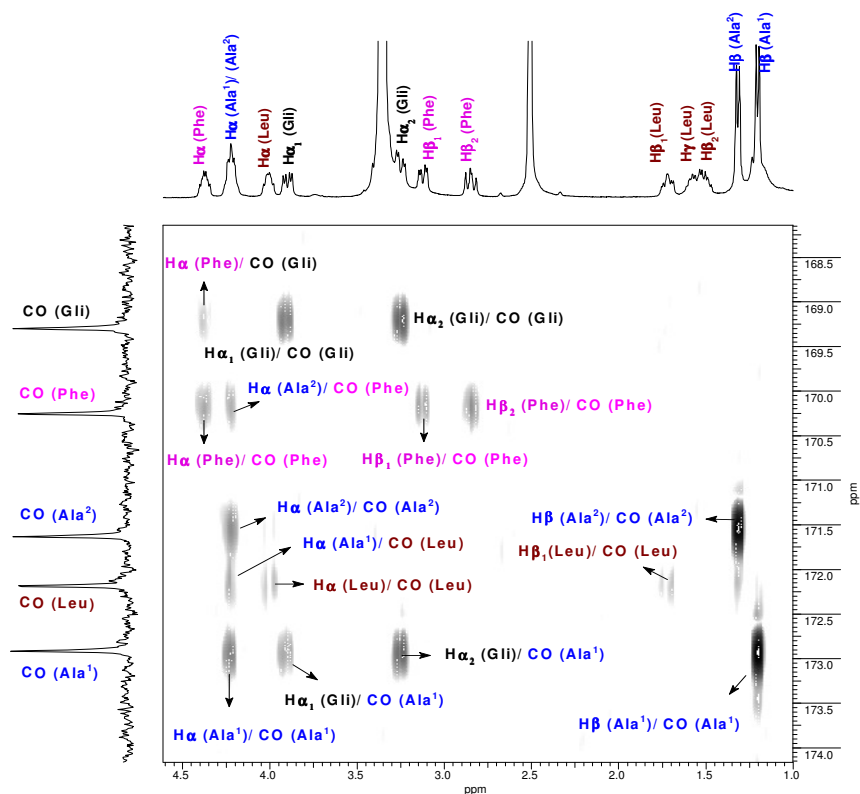 Hα (Phe)
Hα (Ala¹)/ (Ala²)
Hα (Leu)
Hα₁ (Gli)
Hα₂ (Gli)
Hβ₁ (Phe)
Hβ₂ (Phe)
Hβ₁(Leu)
Hγ(Leu)
Hβ₂(Leu)
Hβ (Ala²)
Hβ (Ala¹)
Hα (Phe)/ CO (Gli)
168.5
CO (Gli)
169.0
Hα₂ (Gli)/ CO (Gli)
Hα₁ (Gli)/ CO (Gli)
169.5
CO (Phe)
Hα (Ala²)/ CO (Phe)
170.0
Hβ₂ (Phe)/ CO (Phe)
Hα (Phe)/ CO (Phe)
Hβ₁ (Phe)/ CO (Phe)
170.5
171.0
ppm
CO (Ala²)
Hα (Ala²)/ CO (Ala²)
Hβ (Ala²)/ CO (Ala²)
171.5
Hα (Ala¹)/ CO (Leu)
Hβ₁(Leu)/ CO (Leu)
172.0
CO (Leu)
Hα (Leu)/ CO (Leu)
172.5
CO (Ala¹)
Hα₂ (Gli)/ CO (Ala¹)
173.0
Hα₁ (Gli)/ CO (Ala¹)
173.5
Hα (Ala¹)/ CO (Ala¹)
Hβ (Ala¹)/ CO (Ala¹)
174.0
4.5 4.0 3.5 3.0 2.5 2.0 1.5 1.0
ppm